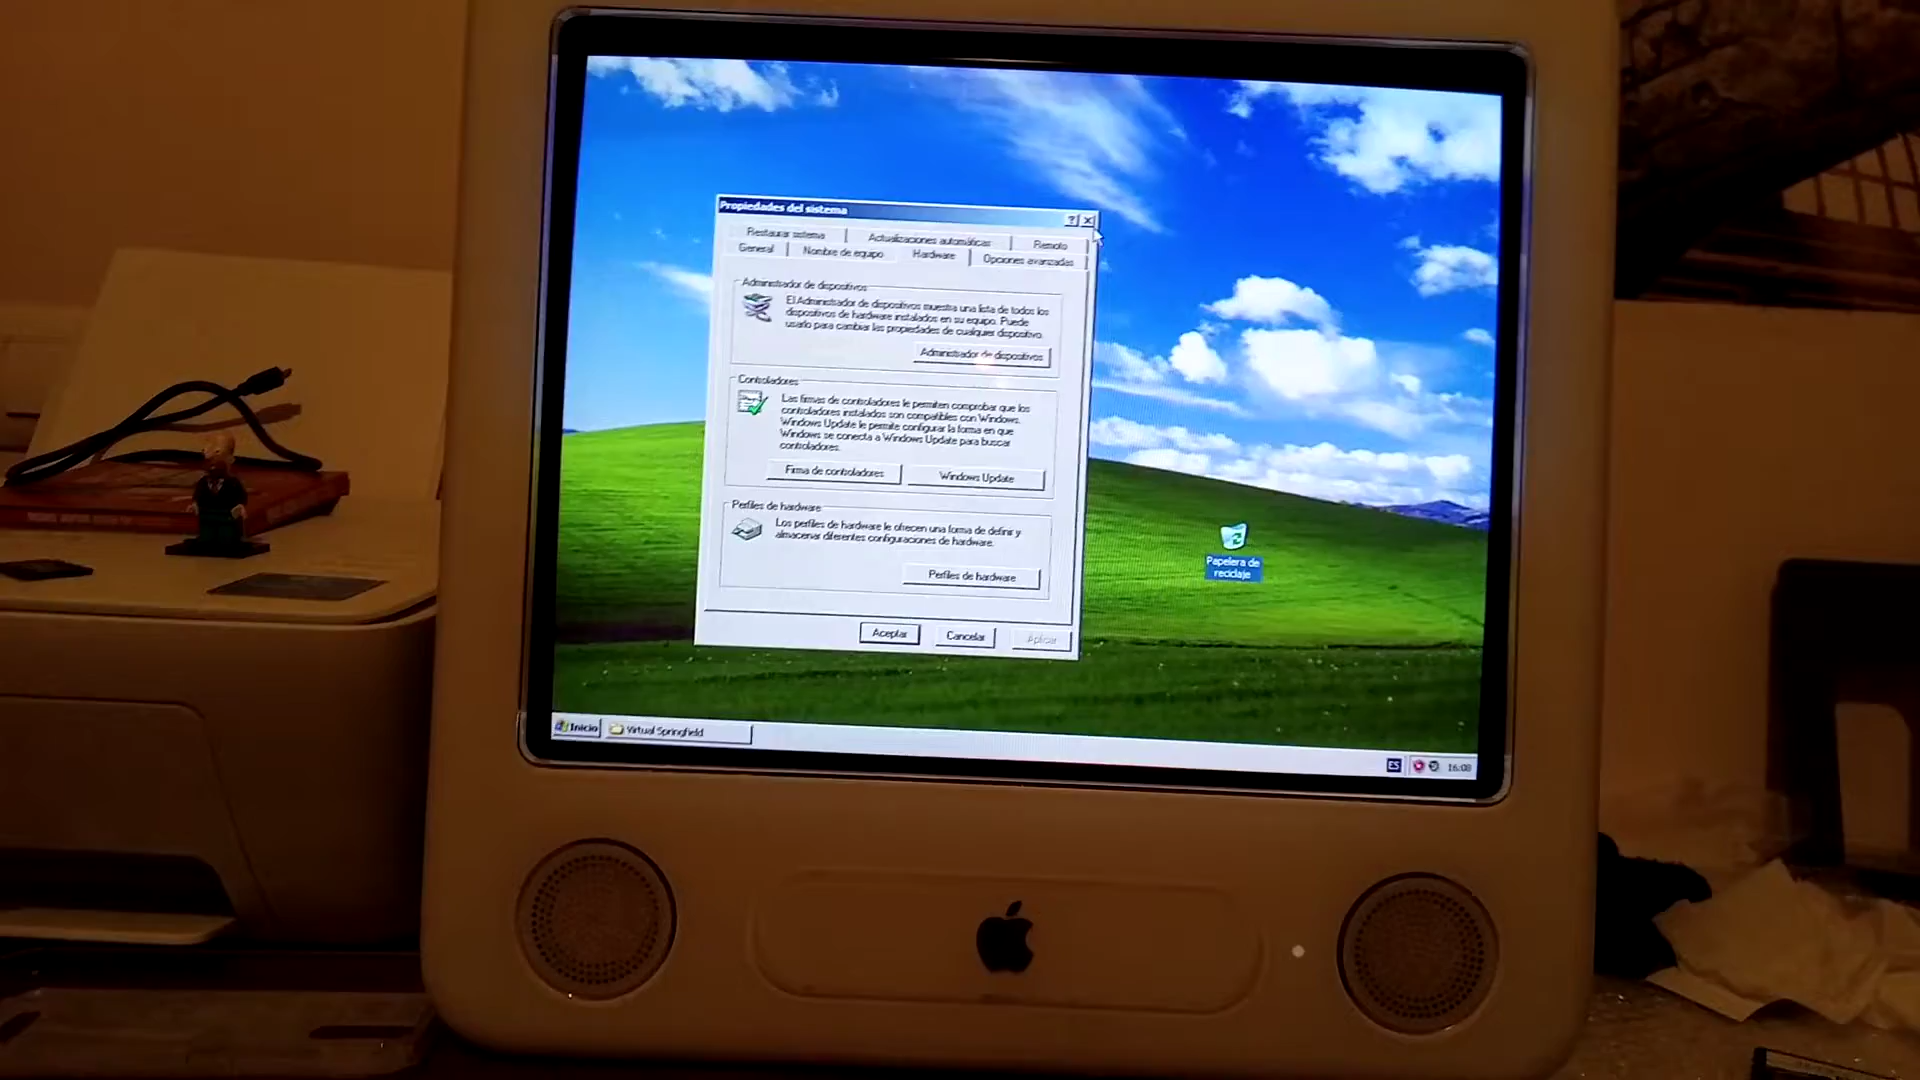 Propiedades del sistema
Restaurar sistema
Actualizaciones automáticas
Remoto
General
Nombre de equipo
Hardware
Opciones avanzadas
Administrador de dispositivos
El Administrador de dispositivos muestra una lista de todos los
dispositivos de hardware instalados en su equipo. Puede
usarlo para cambiar las propiedades de cualquier dispositivo.
Administrador de dispositivos
Controladores
Las firmas de controladores le permiten comprobar que los
controladores instalados son compatibles con Windows.
Windows Update le permite configurar la forma en que
Windows se conecta a Windows Update para buscar
controladores.
Firma de controladores
Windows Update
Perfiles de hardware
Los perfiles de hardware le ofrecen una forma de definir y
almacenar diferentes configuraciones de hardware.
Perfiles de hardware
Aceptar
Cancelar
Aplicar
Papelera de
reciclaje
Inicio
Virtual Springfield
ES
16:08